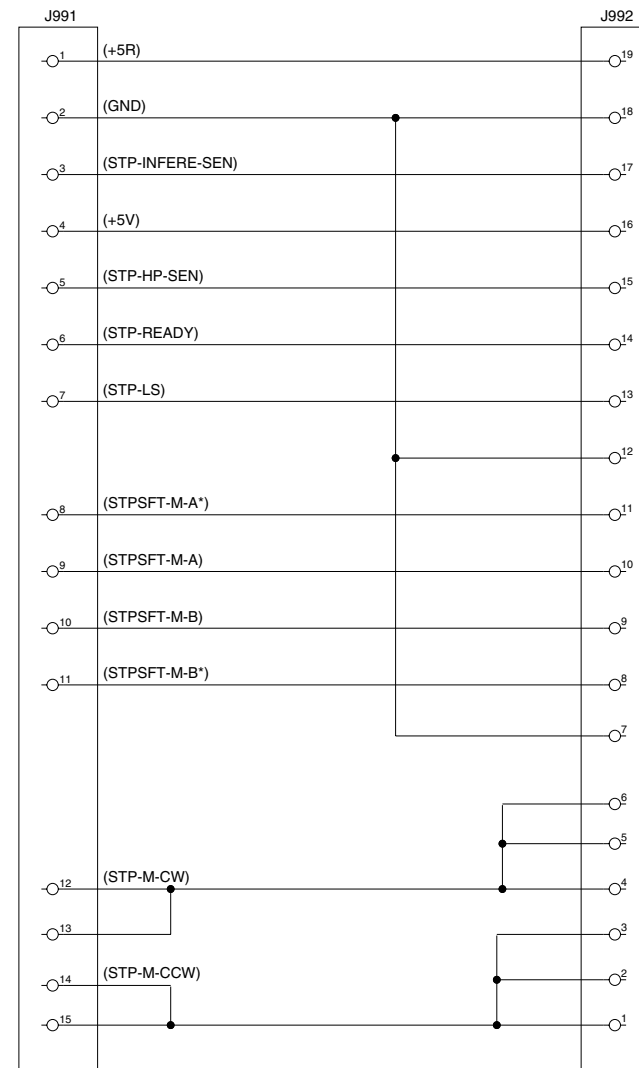 J991 J992
1 (+5R) 19
2 (GND) 18
3 (STP-INFERE-SEN) 17
4 (+5V) 16
5 (STP-HP-SEN) 15
6 (STP-READY) 14
7 (STP-LS) 13
12
8 (STPSFT-M-A*) 11
9 (STPSFT-M-A) 10
10 (STPSFT-M-B) 9
11 (STPSFT-M-B*) 8
7
6
5
12 (STP-M-CW) 4
13 3
14 (STP-M-CCW) 2
15 1